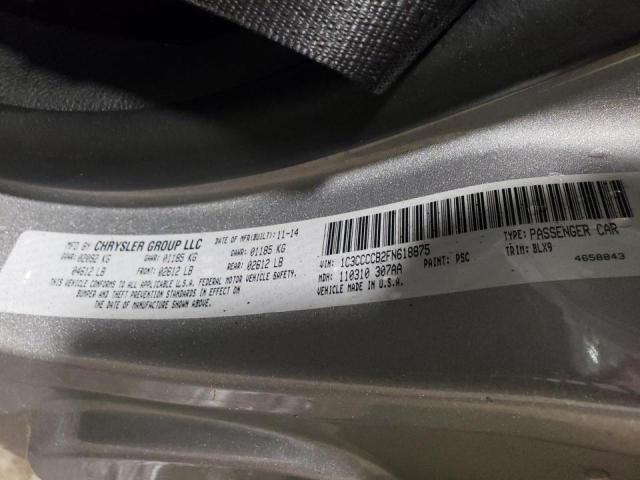 MFD BY CHRYSLER GROUP LLC
DATE OF MFR(BUILT): 11-14
GVWR: 02092 KG
04612 LB
GAWR: 01185 KG
FRONT: 02612 LB
GAWR: 01185 KG
REAR: 02612 LB
THIS VEHICLE CONFORMS TO ALL APPLICABLE U.S.A. FEDERAL MOTOR VEHICLE SAFETY,
BUMPER AND THEFT PREVENTION STANDARDS IN EFFECT ON
THE DATE OF MANUFACTURE SHOWN ABOVE.
VIN: 1C3CCCCB2FN618875
MDH: 110310 307AA
PAINT: PSC
VEHICLE MADE IN U.S.A.
TYPE: PASSENGER CAR
TRIM: BLX9
4658843